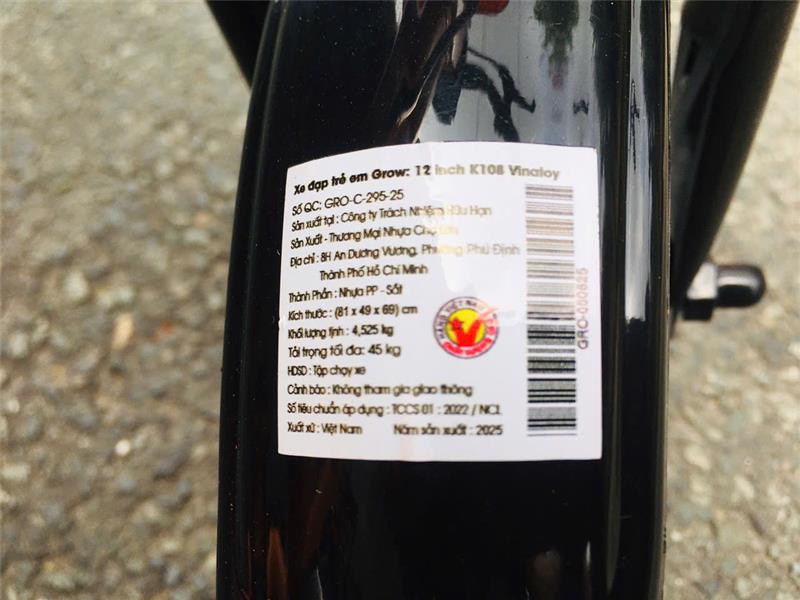 Xe đạp trẻ em Grow: 12 inch K108 Vinatoy
Số QC: GRO-C-295-25
Sản xuất tại : Công ty Trách Nhiệm Hữu Hạn
Sản Xuất - Thương Mại Nhựa Chợ Lớn
Địa chỉ : 8H An Dương Vương, Phường Phú Định
Thành Phố Hồ Chí Minh
Thành Phần : Nhựa PP - Sắt
Kích thước : (81 x 49 x 69) cm
Khối lượng tịnh : 4,525 kg
Tải trọng tối đa: 45 kg
HDSD : Tập chạy xe
Cảnh báo : Không tham gia giao thông
Số tiêu chuẩn áp dụng : TCCS 01 : 2022 / NCL
Xuất xứ : Việt Nam Năm sản xuất : 2025
GRO-050825